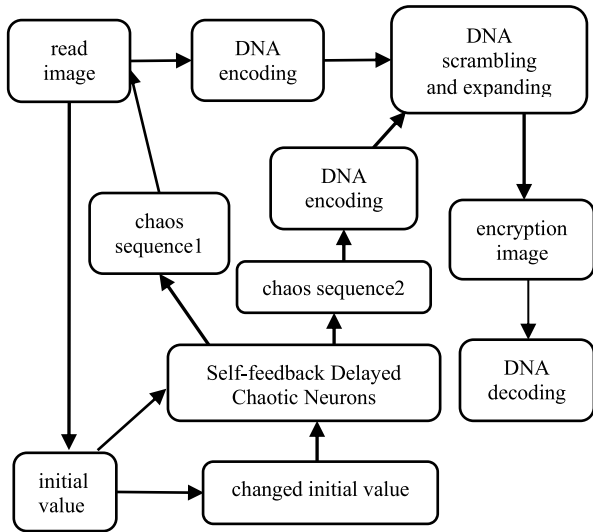 read
image
DNA
encoding
DNA
scrambling
and expanding
DNA
encoding
chaos
sequence1
encryption
image
chaos sequence2
Self-feedback Delayed
Chaotic Neurons
DNA
decoding
initial
value
changed initial value